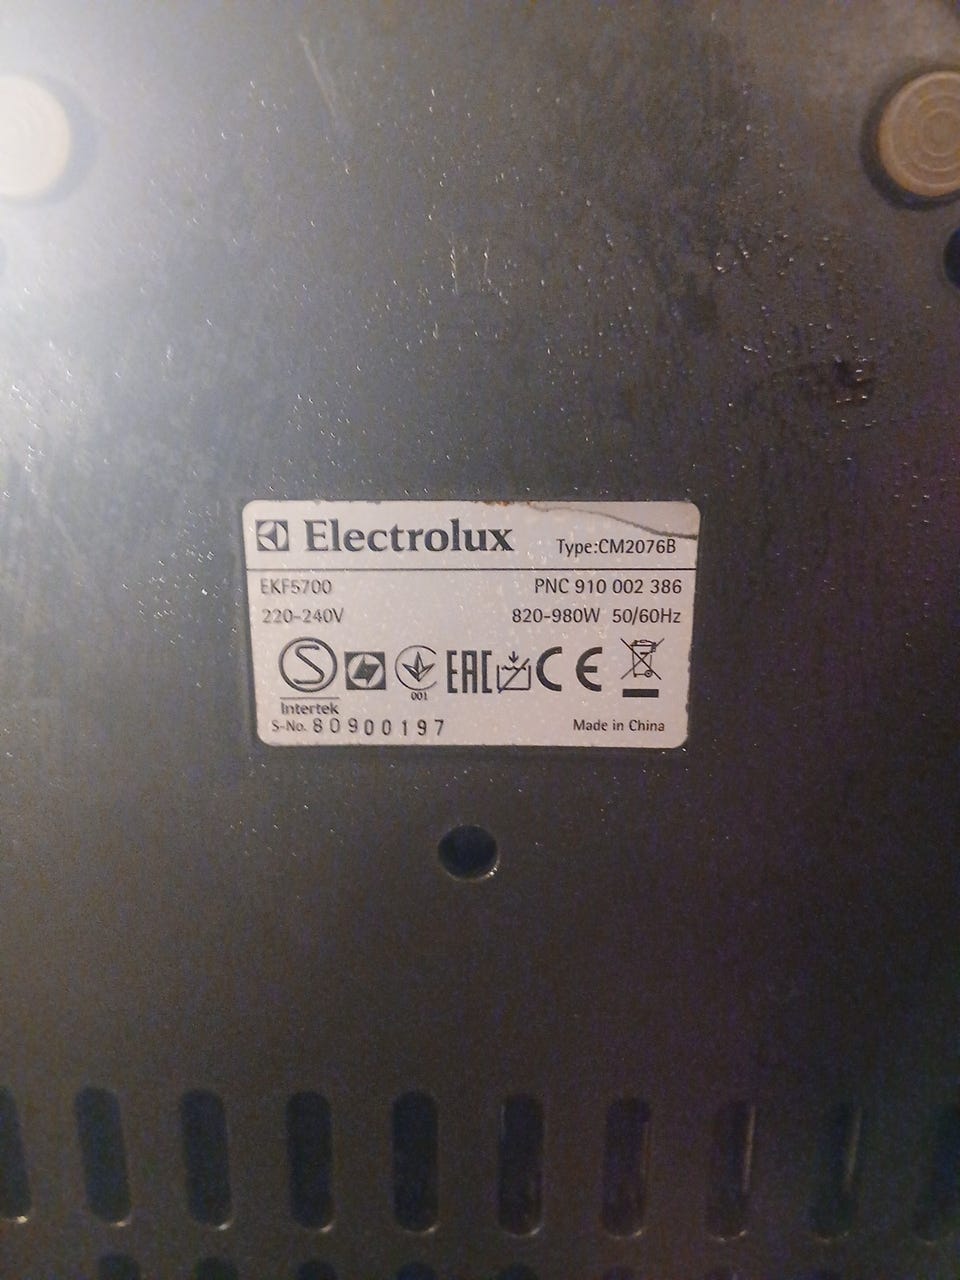 Electrolux Type:CM2076B
EKF5700 PNC 910 002 386
220-240V 820-980W 50/60Hz
S EAC CE
Intertek 001
S-No. 80900197 Made in China